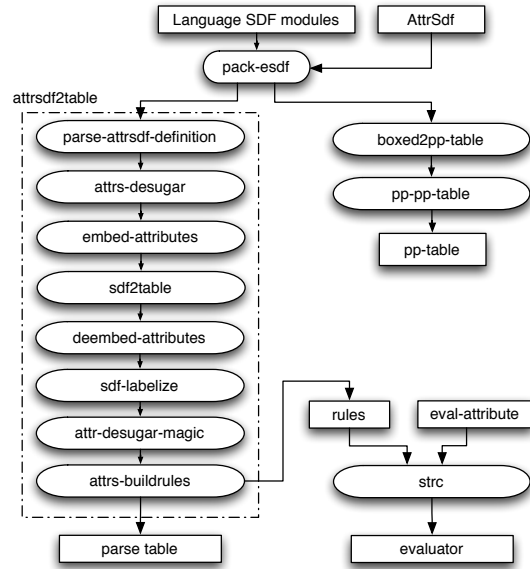 Language SDF modules
AttrSdf
pack-esdf
attrsdf2table
parse-attrsdf-definition
attrs-desugar
embed-attributes
sdf2table
deembed-attributes
sdf-labelize
attr-desugar-magic
attrs-buildrules
parse table
boxed2pp-table
pp-pp-table
pp-table
rules
eval-attribute
strc
evaluator